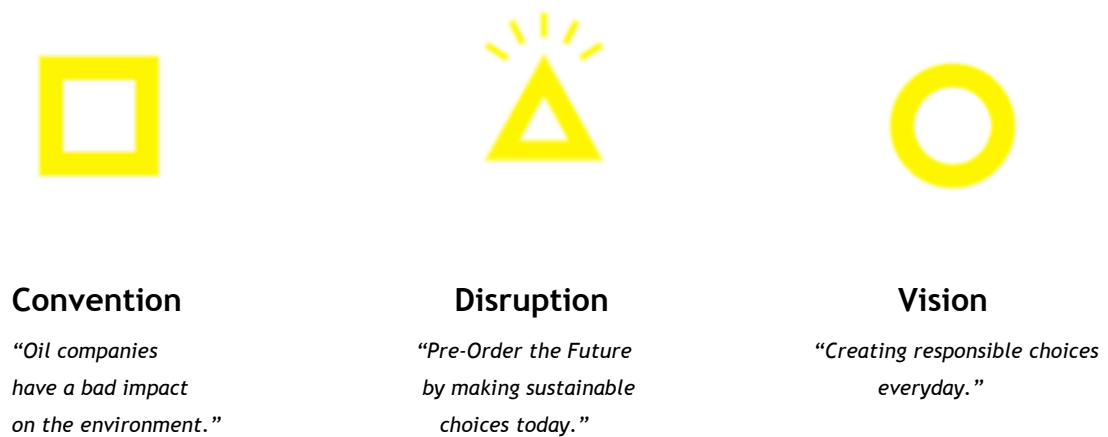 Convention
“Oil companies
have a bad impact
on the environment.”
Disruption
“Pre-Order the Future
by making sustainable
choices today.”
Vision
“Creating responsible choices
everyday.”